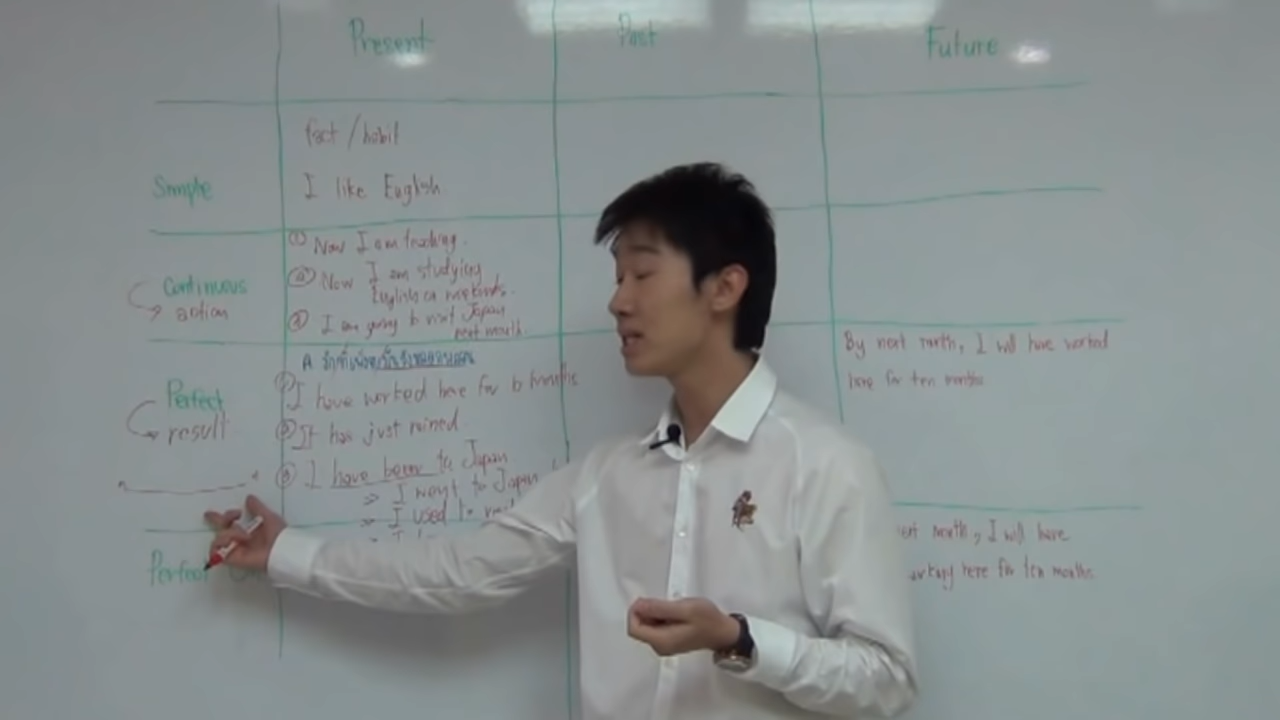 Present
Past
Future
fact / habit
Simple
I like English
① Now I am teaching.
② Now I am studying
English on weekends.
Continuous
action
③ I am going to visit Japan
next month
By next month, I will have worked
here for ten months
Perfect
result
① I have worked here for 6 months
② It has just rained.
③ I have been to Japan
⇒ I went to Japan
⇒ I used to
next month, I will have
working here for ten months
Perfect